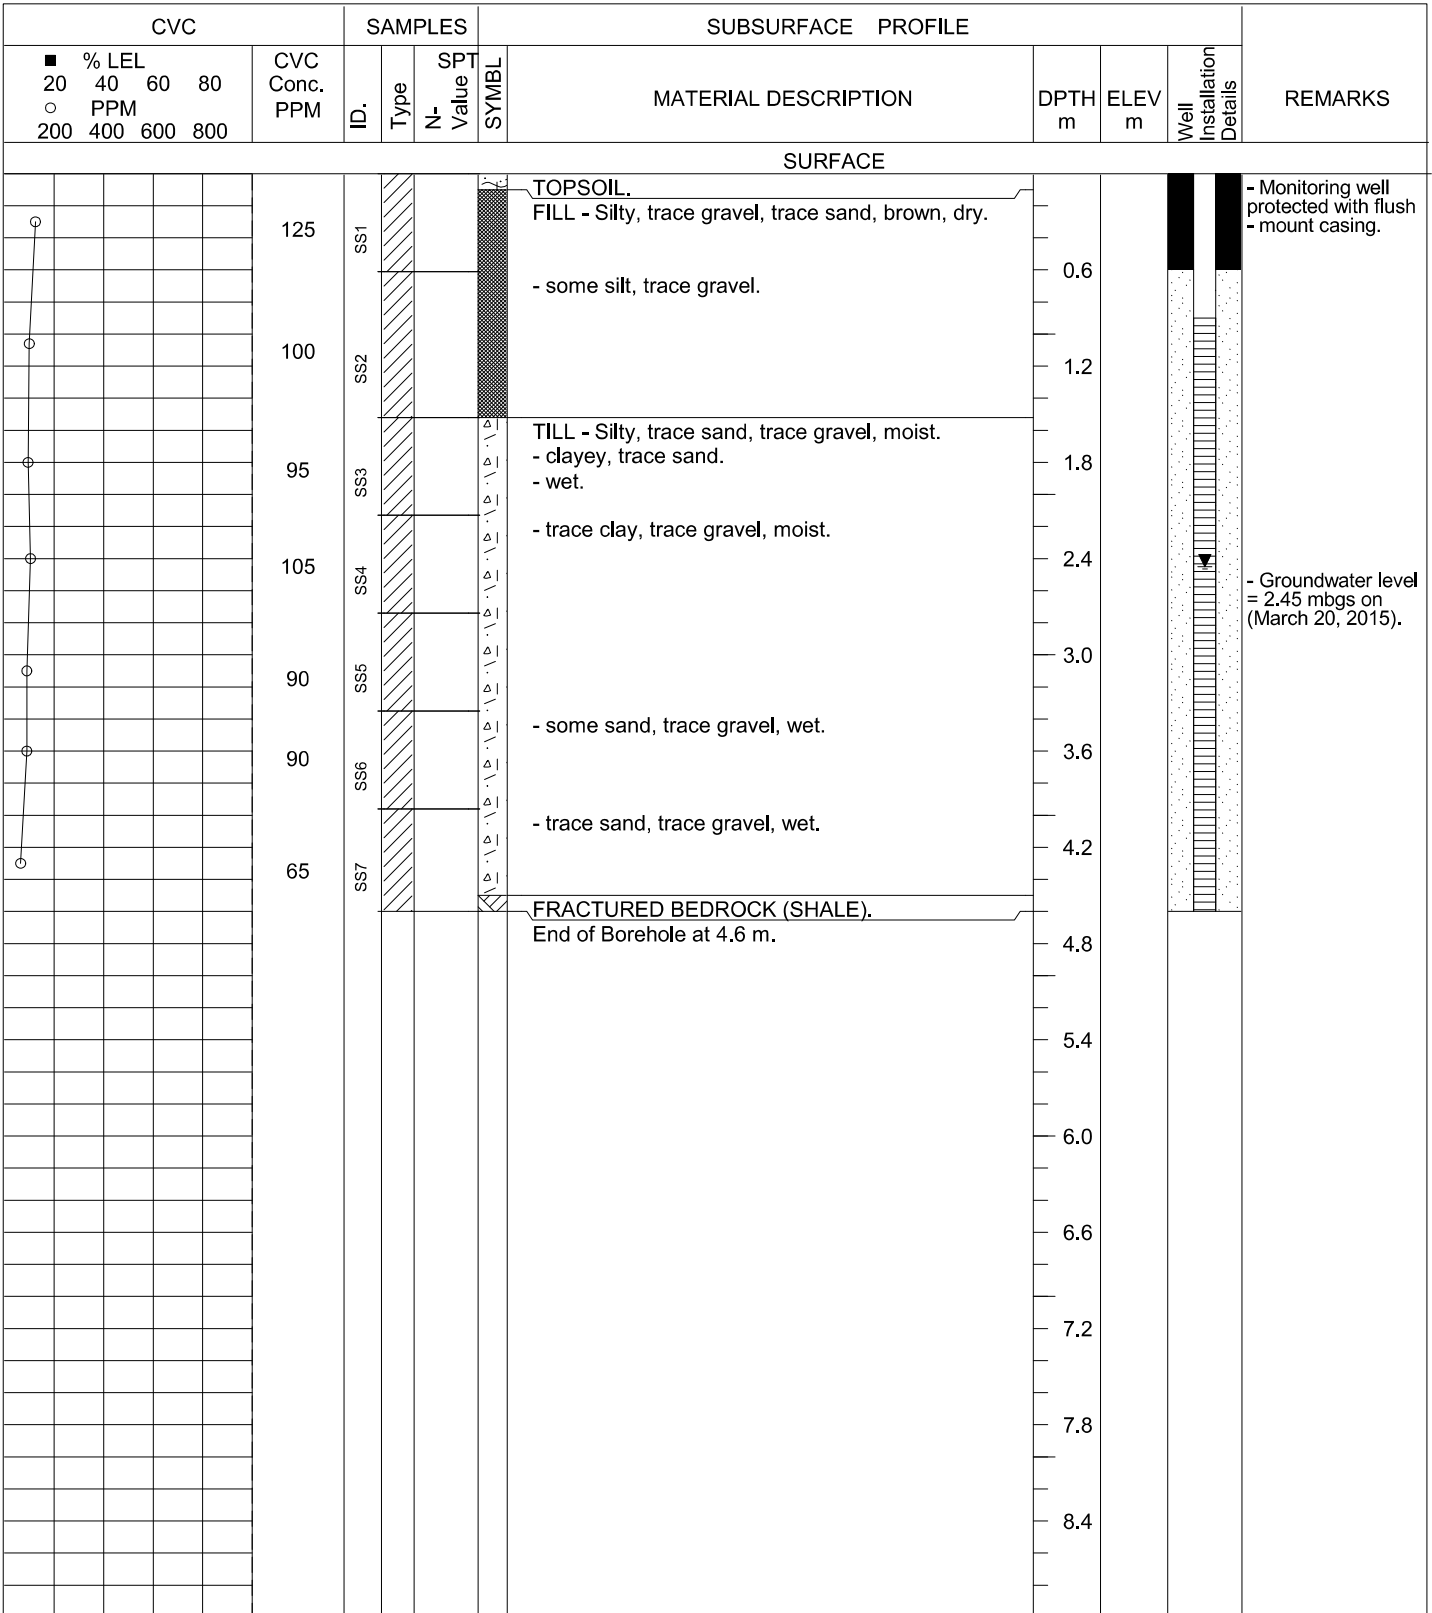 CVC SAMPLES SUBSURFACE PROFILE
■ % LEL
20 40 60 80
○ PPM
200 400 600 800
CVC
Conc.
PPM
ID.
Type
SPT
N-
Value
SYMBL
MATERIAL DESCRIPTION
DPTH
m
ELEV
m
Well
Installation
Details
REMARKS
SURFACE
TOPSOIL.
FILL - Silty, trace gravel, trace sand, brown, dry.
125 SS1
- Monitoring well
protected with flush
- mount casing.
0.6
- some silt, trace gravel.
100 SS2
1.2
TILL - Silty, trace sand, trace gravel, moist.
- clayey, trace sand.
- wet.
95 SS3
1.8
- trace clay, trace gravel, moist.
105 SS4
2.4
- Groundwater level
= 2.45 mbgs on
(March 20, 2015).
90 SS5
3.0
- some sand, trace gravel, wet.
90 SS6
3.6
- trace sand, trace gravel, wet.
65 SS7
4.2
FRACTURED BEDROCK (SHALE).
End of Borehole at 4.6 m.
4.8
5.4
6.0
6.6
7.2
7.8
8.4